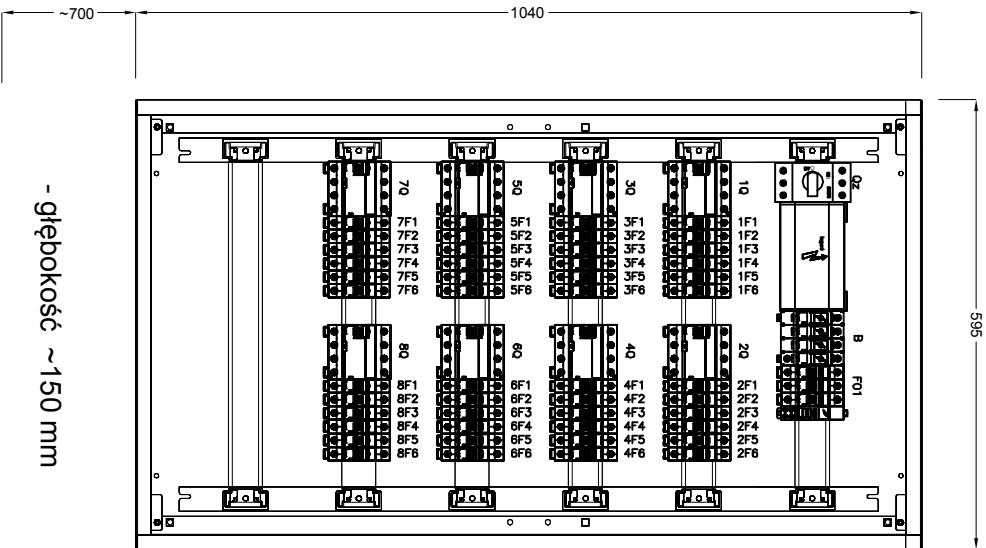 ~700
1040
595
- głębokość ~150 mm
7Q
7F1
7F2
7F3
7F4
7F5
7F6
5Q
5F1
5F2
5F3
5F4
5F5
5F6
3Q
3F1
3F2
3F3
3F4
3F5
3F6
1Q
1F1
1F2
1F3
1F4
1F5
1F6
Qz
B
F01
8Q
8F1
8F2
8F3
8F4
8F5
8F6
6Q
6F1
6F2
6F3
6F4
6F5
6F6
4Q
4F1
4F2
4F3
4F4
4F5
4F6
2Q
2F1
2F2
2F3
2F4
2F5
2F6